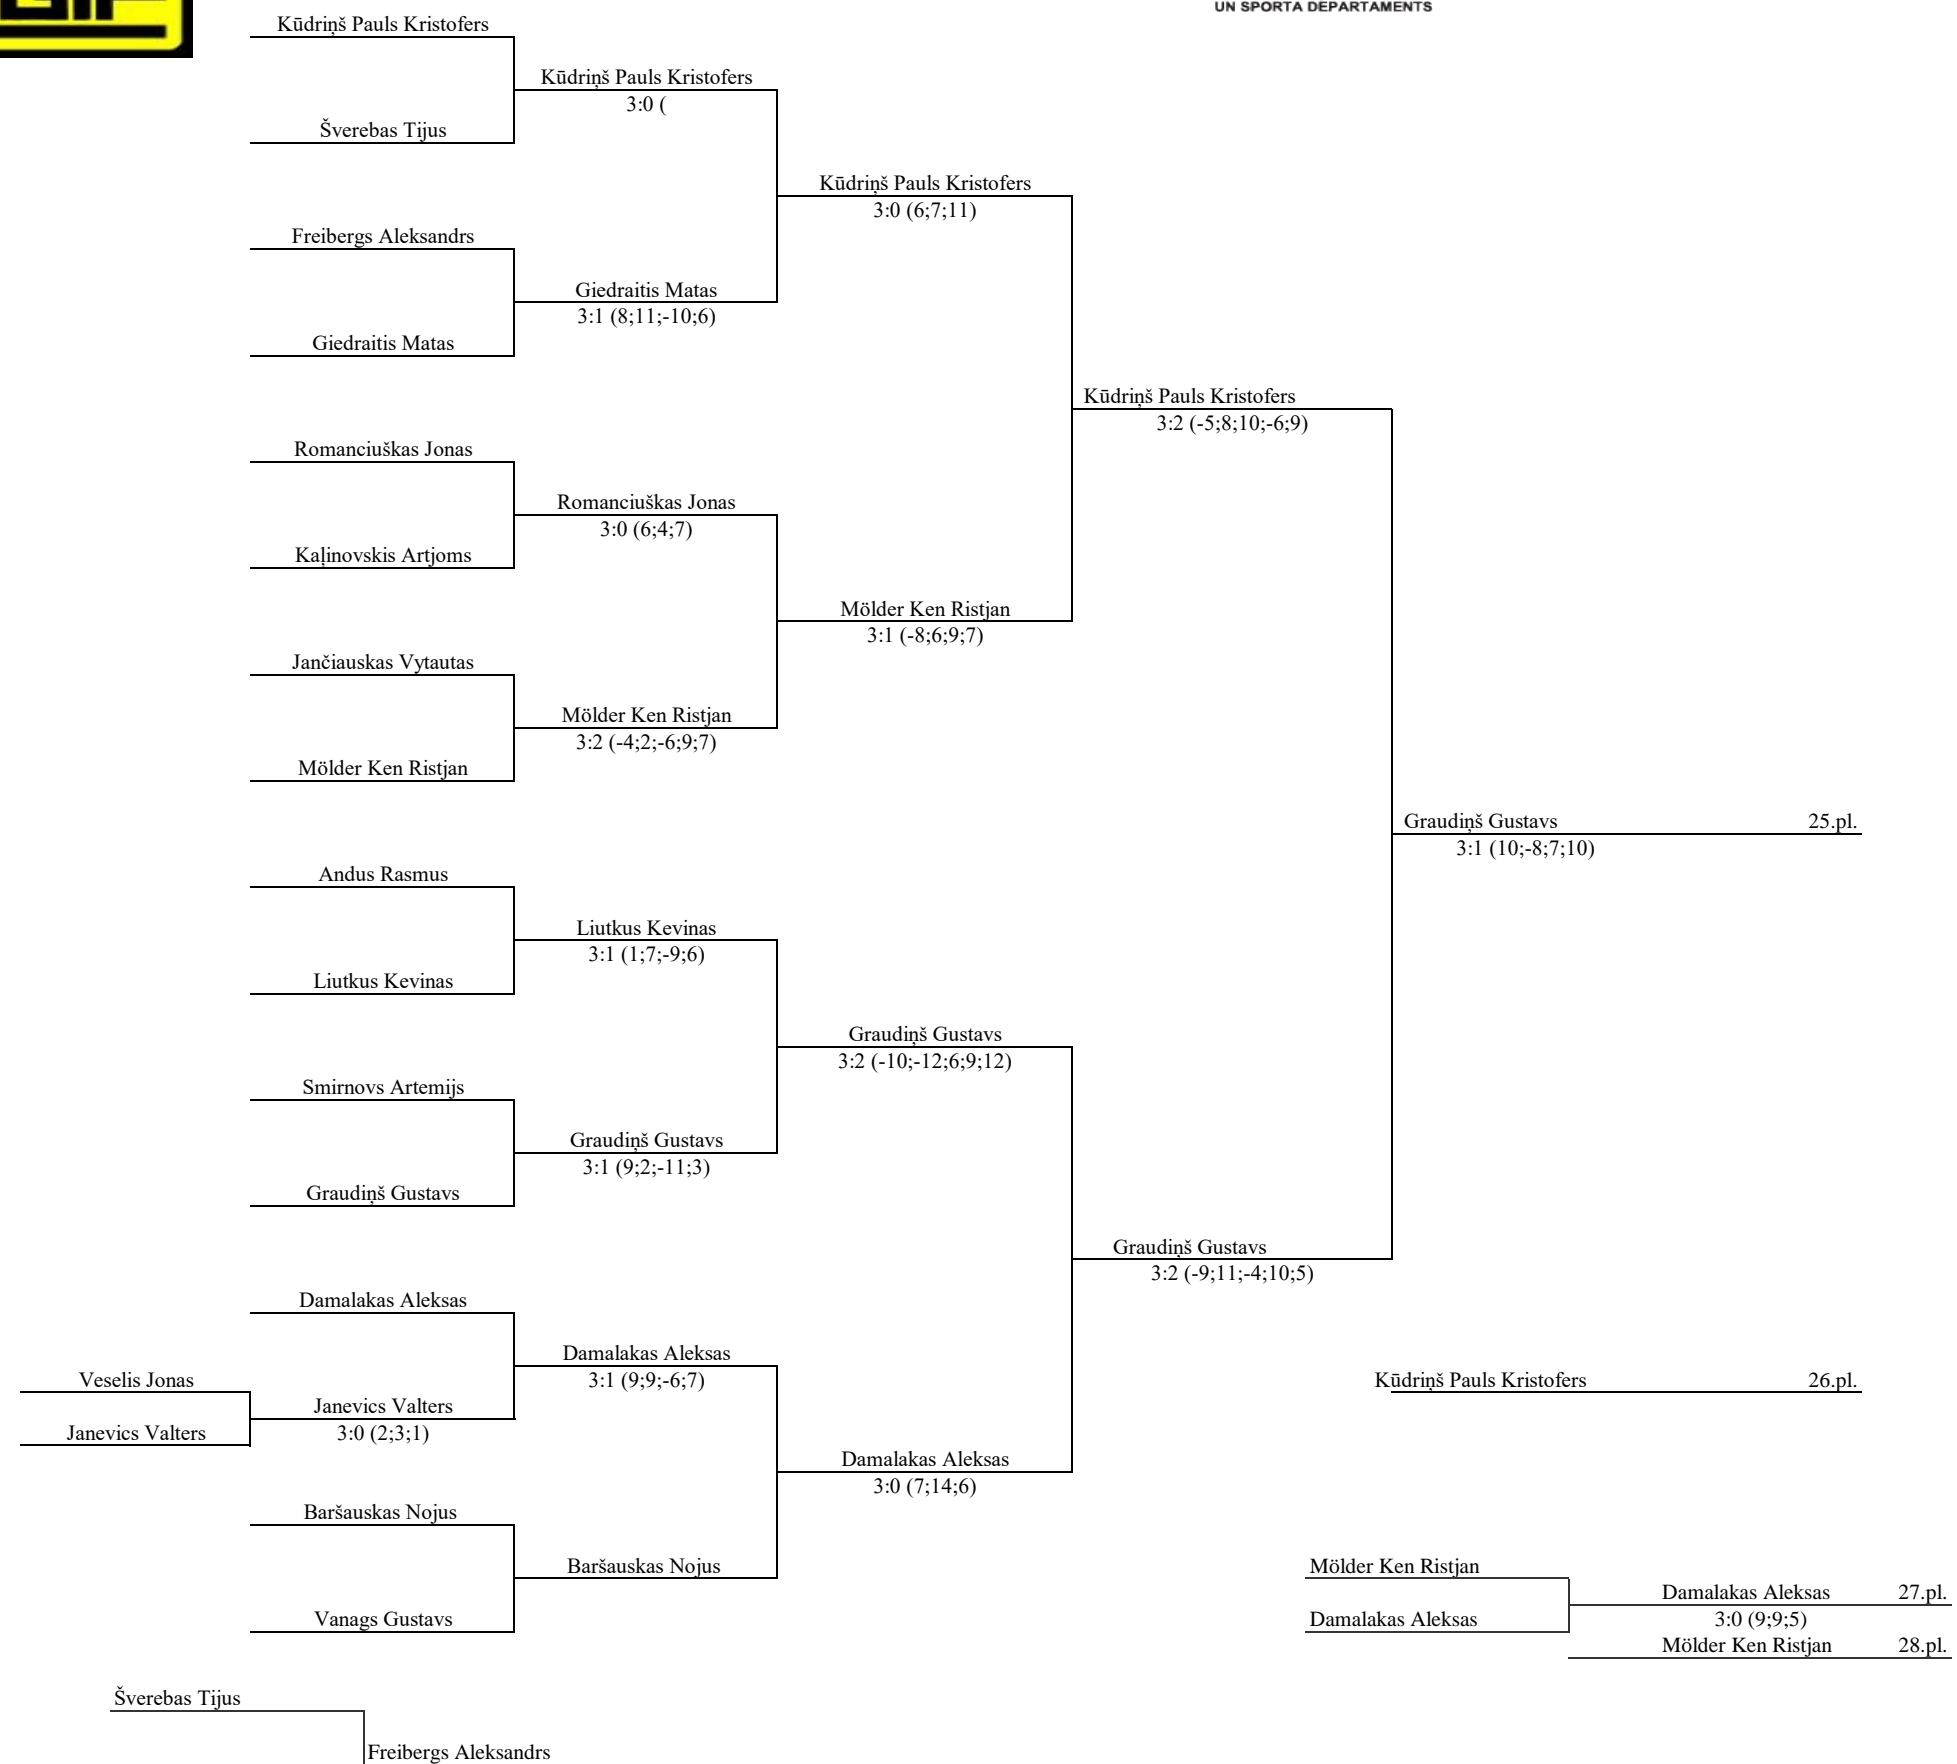 UN SPORTA DEPARTAMENTS
Kūdriņš Pauls Kristofers
Kūdriņš Pauls Kristofers
3:0 (
Šverebas Tijus
Kūdriņš Pauls Kristofers
3:0 (6;7;11)
Freibergs Aleksandrs
Giedraitis Matas
3:1 (8;11;-10;6)
Giedraitis Matas
Kūdriņš Pauls Kristofers
3:2 (-5;8;10;-6;9)
Romanciuškas Jonas
Romanciuškas Jonas
3:0 (6;4;7)
Kaļinovskis Artjoms
Mölder Ken Ristjan
3:1 (-8;6;9;7)
Jančiauskas Vytautas
Mölder Ken Ristjan
3:2 (-4;2;-6;9;7)
Mölder Ken Ristjan
Graudiņš Gustavs 25.pl.
3:1 (10;-8;7;10)
Andus Rasmus
Liutkus Kevinas
3:1 (1;7;-9;6)
Liutkus Kevinas
Graudiņš Gustavs
3:2 (-10;-12;6;9;12)
Smirnovs Artemijs
Graudiņš Gustavs
3:1 (9;2;-11;3)
Graudiņš Gustavs
Graudiņš Gustavs
3:2 (-9;11;-4;10;5)
Damalakas Aleksas
Damalakas Aleksas
3:1 (9;9;-6;7)
Veselis Jonas
Kūdriņš Pauls Kristofers 26.pl.
Janevics Valters
3:0 (2;3;1)
Janevics Valters
Damalakas Aleksas
3:0 (7;14;6)
Baršauskas Nojus
Baršauskas Nojus
Mölder Ken Ristjan
Damalakas Aleksas 27.pl.
3:0 (9;9;5)
Vanags Gustavs
Damalakas Aleksas
Mölder Ken Ristjan 28.pl.
Šverebas Tijus
Freibergs Aleksandrs